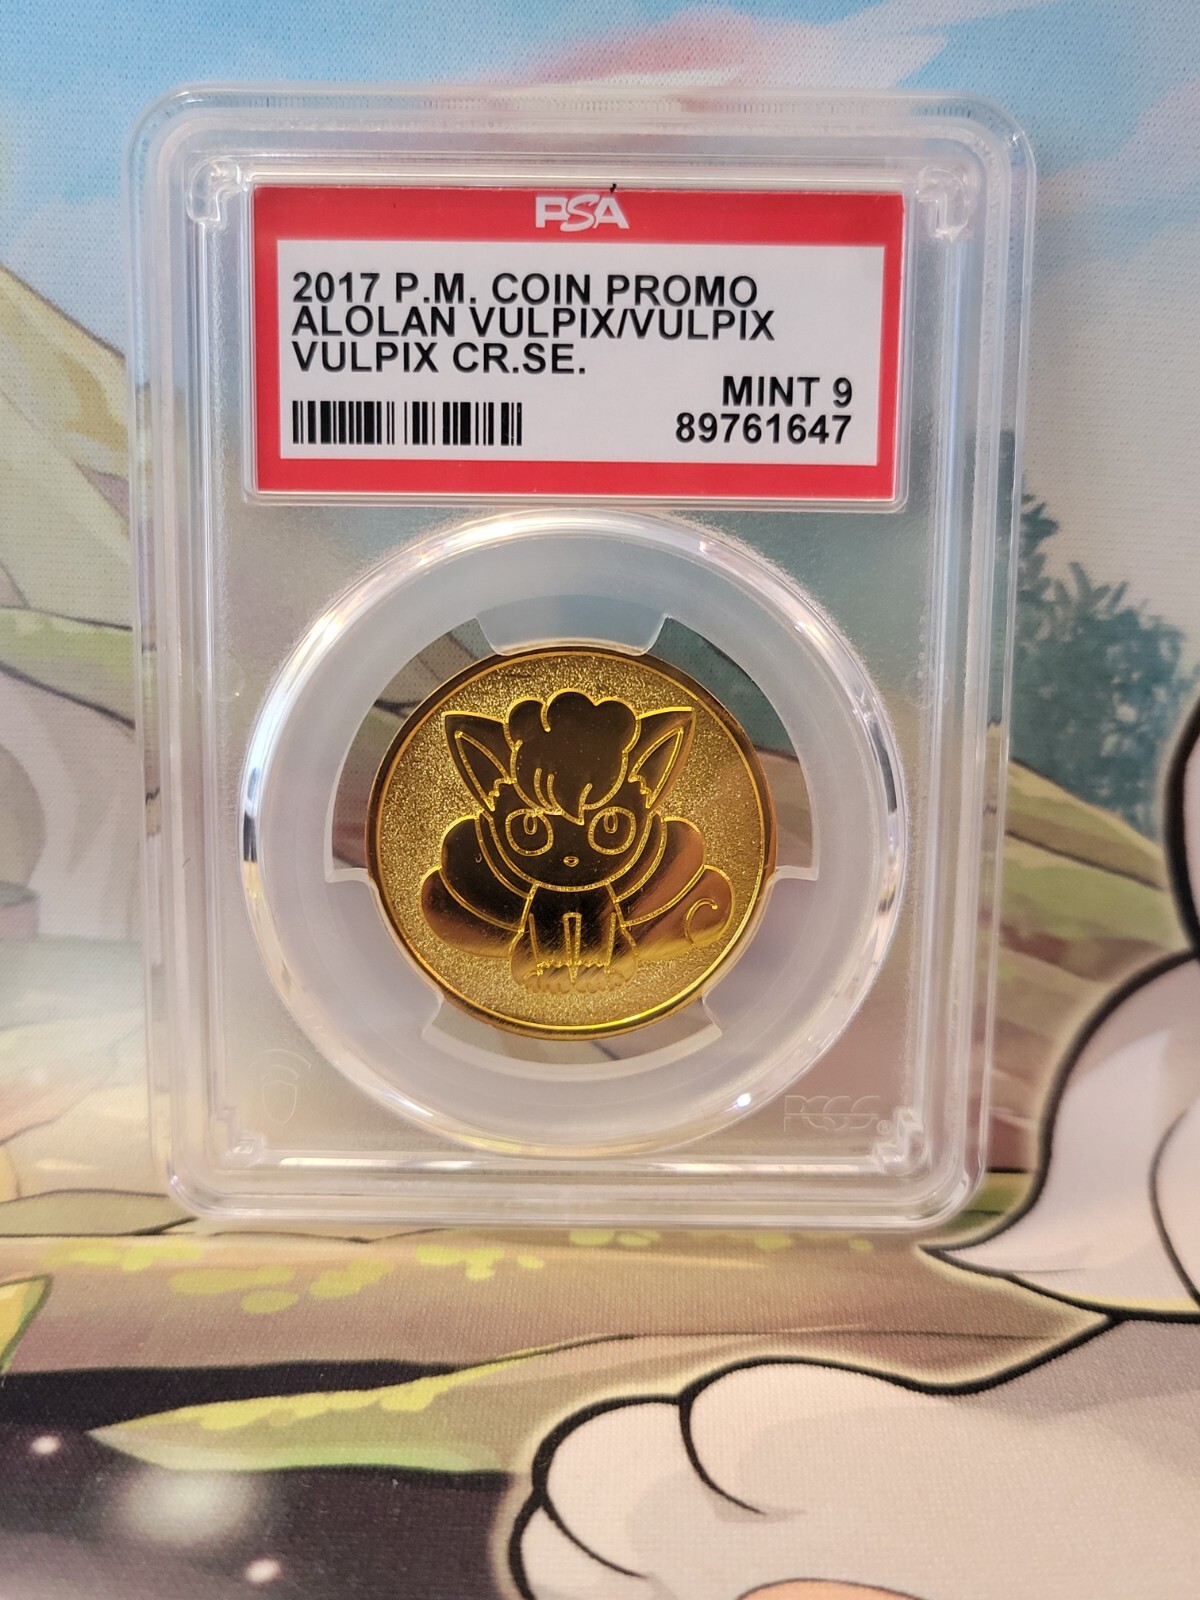 PSA
2017 P.M. COIN PROMO
ALOLAN VULPIX/VULPIX
VULPIX CR.SE.
MINT 9
89761647
PCGS